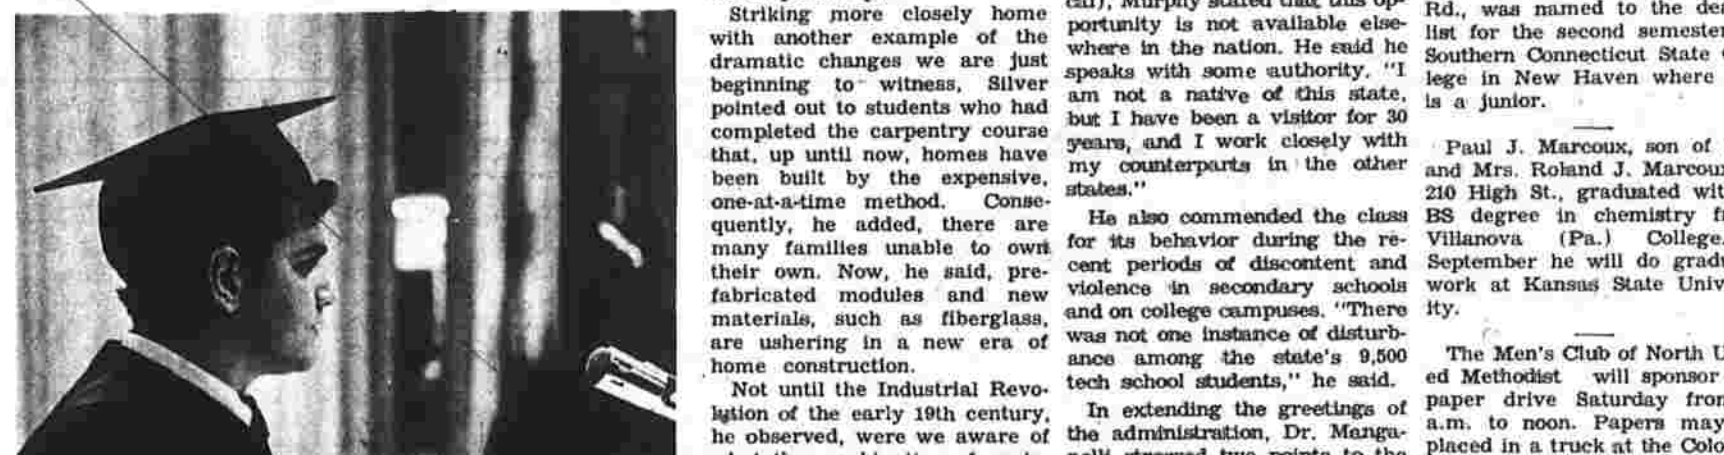 Striking more closely home
with another example of the
dramatic changes we are just
beginning to witness, Silver
pointed out to students who had
completed the carpentry course
that, up until now, homes have
been built by the expensive,
one-at-a-time method. Conse-
quently, he added, there are
many families unable to own
their own. Now, he said, pre-
fabricated modules and new
materials, such as fiberglass,
are ushering in a new era of
home construction.
Not until the Industrial Revo-
lution of the early 19th century,
he observed, were we aware of
Murphy stated that this op-
portunity is not available else-
where in the nation. He said he
speaks with some authority. "I
am not a native of this state,
but I have been a visitor for 30
years, and I work closely with
my counterparts in the other
states."
He also commended the class
for its behavior during the re-
cent periods of discontent and
violence in secondary schools
and on college campuses. "There
was not one instance of disturb-
ance among the state's 9,500
tech school students," he said.
In extending the greetings of
the administration, Dr. Manga-
nelli stressed two points to the
Rd., was named to the
list for the second semester
Southern Connecticut State
lege in New Haven where
is a junior.
Paul J. Marcoux, son of
and Mrs. Roland J. Marcoux
210 High St., graduated
BS degree in chemistry
Villanova (Pa.) College.
September he will do
work at Kansas State
ity.
The Men's Club of North
ed Methodist will sponsor
paper drive Saturday
a.m. to noon. Papers may
placed in a truck at the